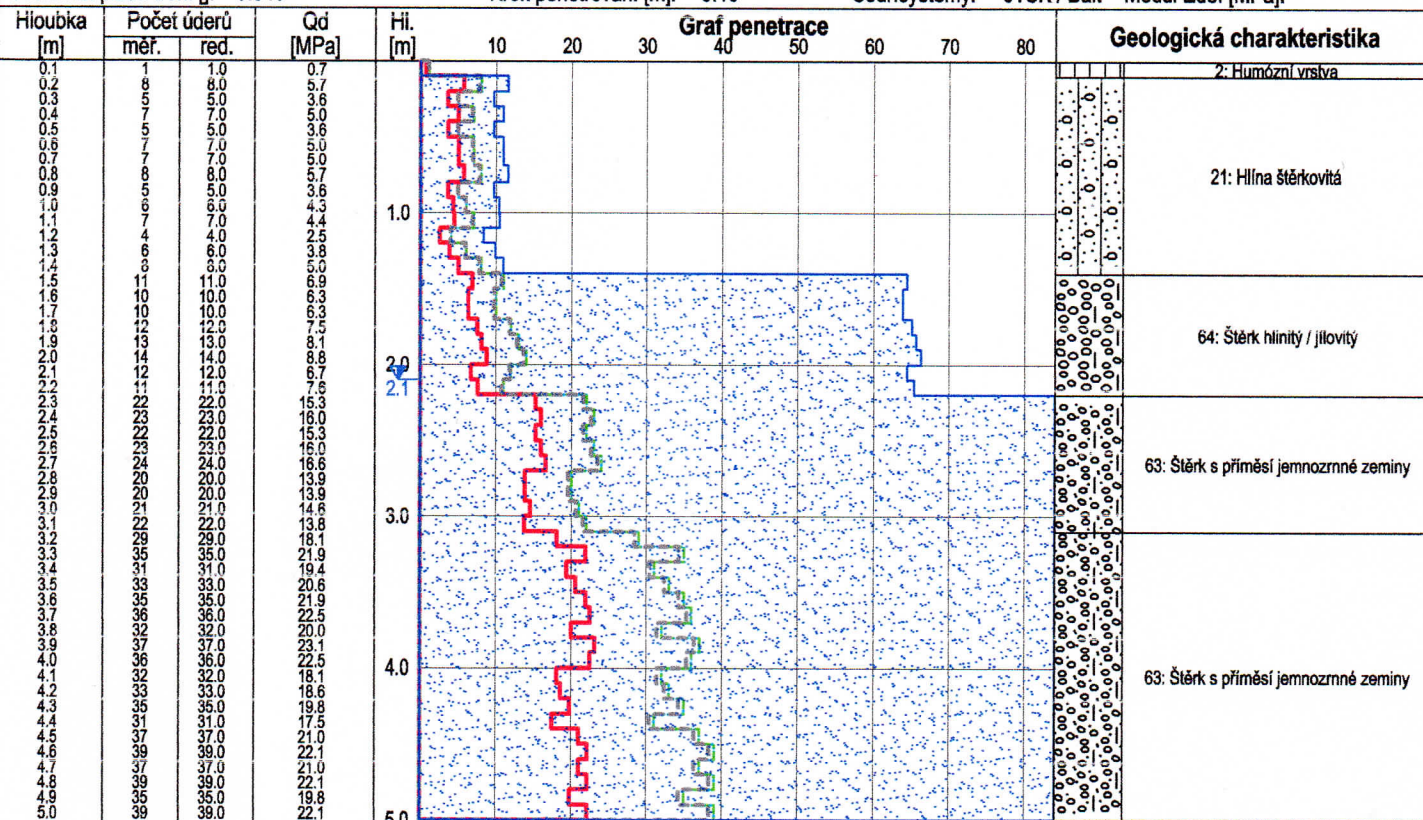 Hloubka Počet úderů Qd Hl. Graf penetrace Geologická charakteristika
[m] měř. red. [MPa] [m] 10 20 30 40 50 60 70 80
0.1 1 1.0 0.7 2: Humózní vrstva
0.2 8 8.0 5.7
0.3 5 5.0 3.6
0.4 7 7.0 5.0
0.5 5 5.0 3.6
0.6 7 7.0 5.0
0.7 7 7.0 5.0
0.8 8 8.0 5.7 21: Hlína štěrkovitá
0.9 5 5.0 3.6
1.0 6 6.0 4.3 1.0
1.1 7 7.0 4.4
1.2 4 4.0 2.5
1.3 6 6.0 3.8
1.4 8 8.0 5.0
1.5 11 11.0 6.9
1.6 10 10.0 6.3
1.7 10 10.0 6.3
1.8 12 12.0 7.5 64: Štěrk hlinitý / jílovitý
1.9 13 13.0 8.1
2.0 14 14.0 8.8 2.0
2.1 12 12.0 6.7
2.2 11 11.0 7.6 2.1
2.3 22 22.0 15.3
2.4 23 23.0 16.0
2.5 22 22.0 15.3
2.6 23 23.0 16.0
2.7 24 24.0 16.6 63: Štěrk s příměsí jemnozrnné zeminy
2.8 20 20.0 13.9
2.9 20 20.0 13.9
3.0 21 21.0 14.6 3.0
3.1 22 22.0 13.8
3.2 29 29.0 18.1
3.3 35 35.0 21.9
3.4 31 31.0 19.4
3.5 33 33.0 20.6
3.6 35 35.0 21.9
3.7 36 36.0 22.5
3.8 32 32.0 20.0
3.9 37 37.0 23.1
4.0 36 36.0 22.5 4.0
4.1 32 32.0 18.1 63: Štěrk s příměsí jemnozrnné zeminy
4.2 33 33.0 18.6
4.3 35 35.0 19.8
4.4 31 31.0 17.5
4.5 37 37.0 21.0
4.6 39 39.0 22.1
4.7 37 37.0 21.0
4.8 39 39.0 22.1
4.9 35 35.0 19.8
5.0 39 39.0 22.1 5.0